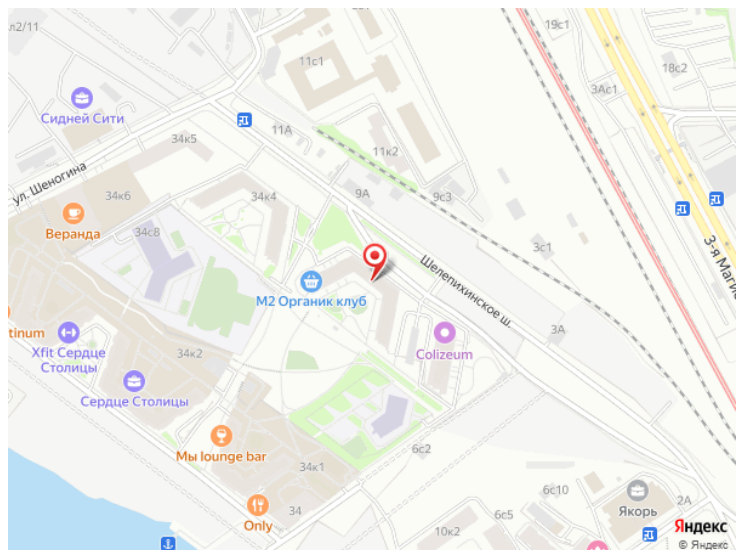 19с1
11с1
18с2
3Ас1
Сидней Сити
11А
34к5
ул. Шеногина
11к2
34к6
34к4
9А
9с3
Веранда
34с8
3с1
3-я Магис
Шелепихинское ш.
М2 Органик клуб
tinum
Xfit Сердце
Столицы
34к2
Colizeum
3А
Сердце Столицы
Мы lounge bar
34к1
6с2
6с10
34
Only
6с5
Якорь
2А
10к2
Яндекс
© Яндекс